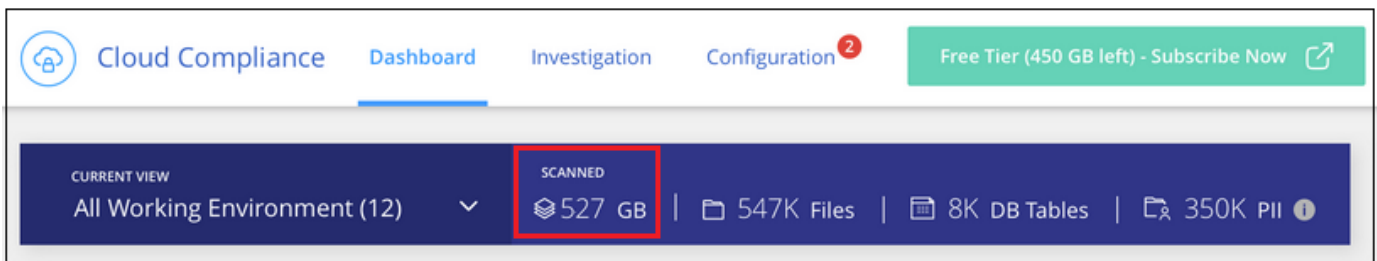 Cloud Compliance Dashboard Investigation Configuration 2 Free Tier (450 GB left) - Subscribe Now
CURRENT VIEW SCANNED
All Working Environment (12) 527 GB | 547K Files | 8K DB Tables | 350K PII i